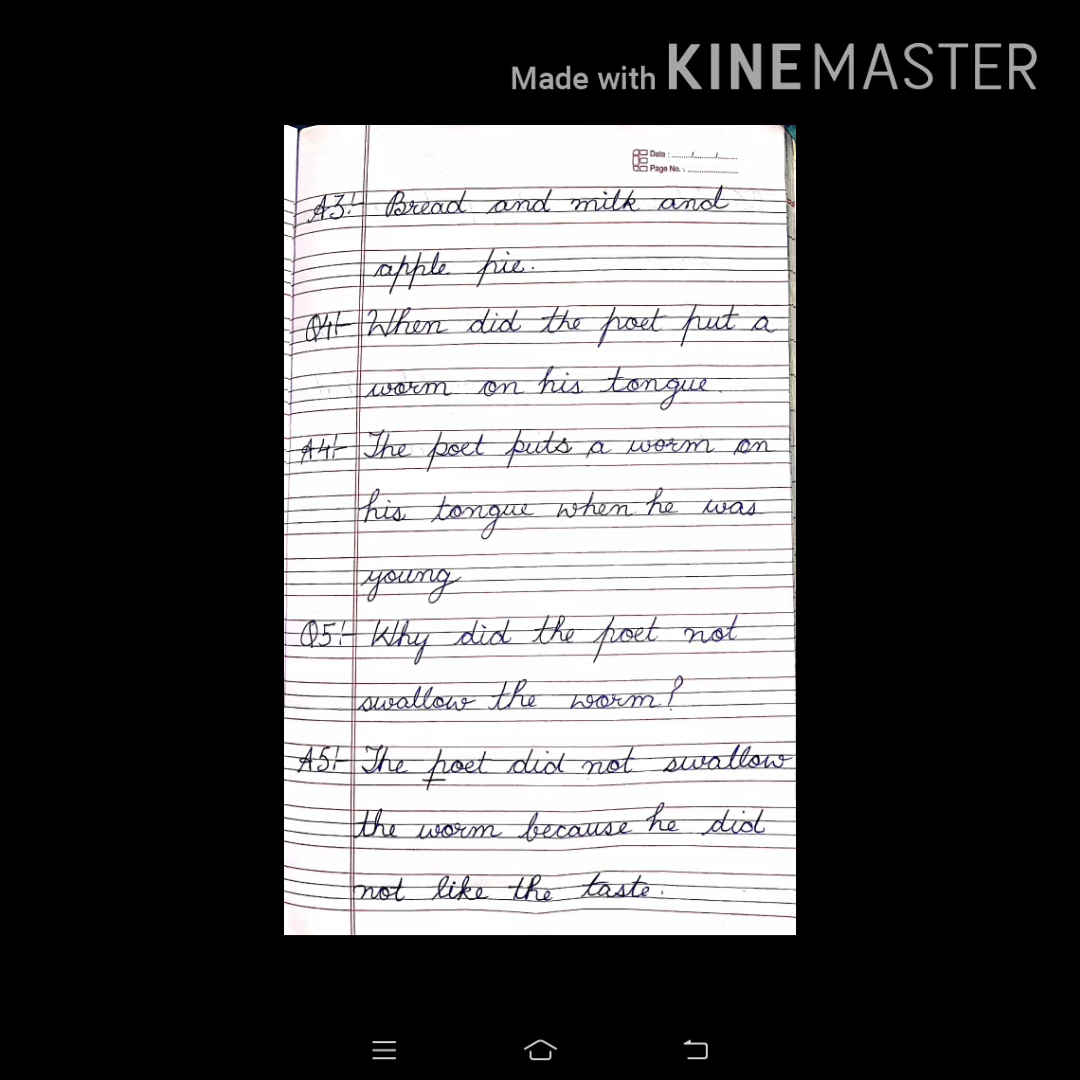 Made with KINEMASTER
Date : ......../......../........
Page No. : ....................
A3!- Bread and milk and
apple pie.
Q4!- When did the poet put a
worm on his tongue.
A4!- The poet puts a worm on
his tongue when he was
young
Q5!- Why did the poet not
swallow the worm?
A5!- The poet did not swallow
the worm because he did
not like the taste.